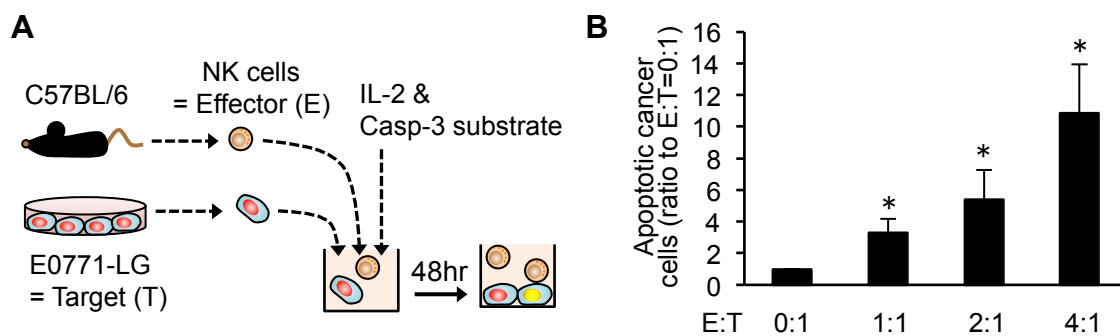 A
C57BL/6
NK cells
= Effector (E)
IL-2 &
Casp-3 substrate
E0771-LG
= Target (T)
48hr
B
Apoptotic cancer
cells (ratio to E:T=0:1)
16
14
12
10
8
6
4
2
0
*
*
*
E:T 0:1 1:1 2:1 4:1